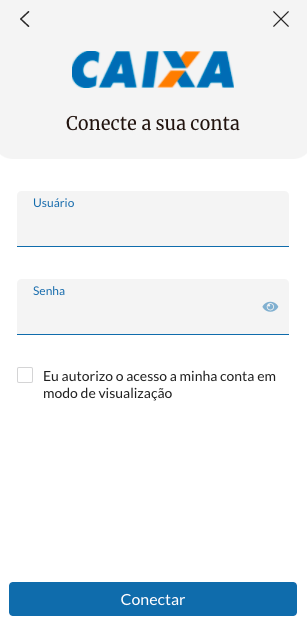 CAIXA
Conecte a sua conta
Usuário
Senha
Eu autorizo o acesso a minha conta em
modo de visualização
Conectar